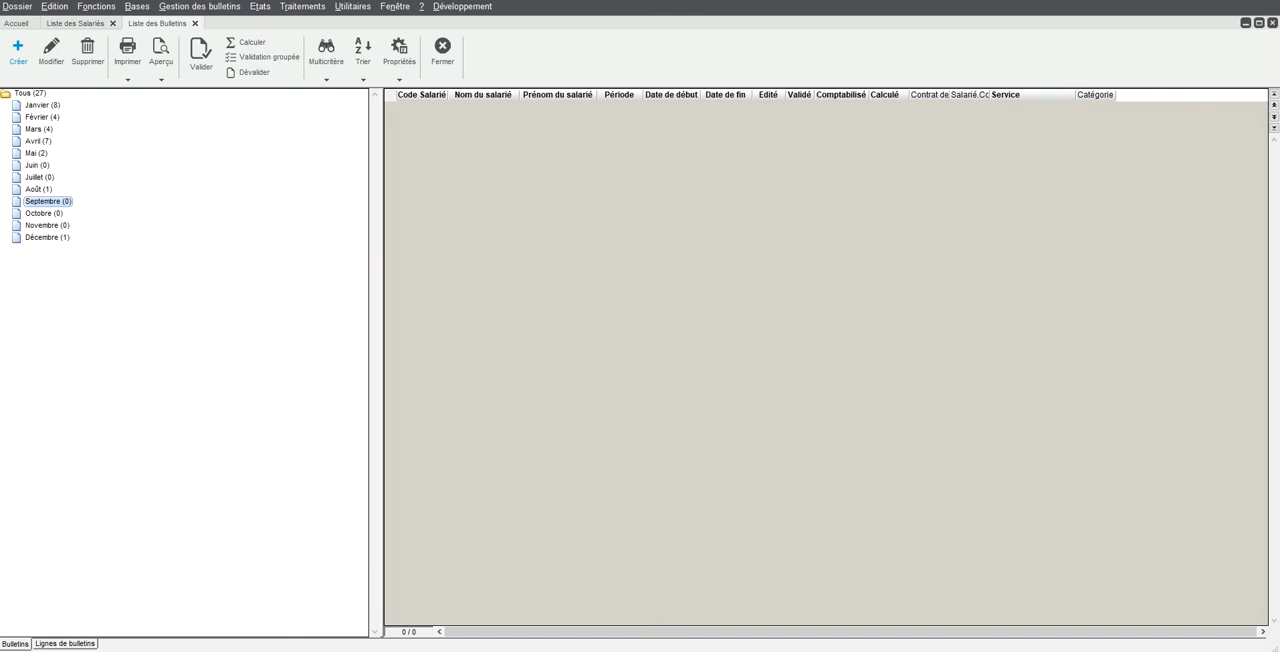 Dossier Edition Fonctions Bases Gestion des bulletins Etats Traitements Utilitaires Fenêtre ? Développement
Accueil Liste des Salariés Liste des Bulletins
Créer Modifier Supprimer Imprimer Aperçu Valider Calculer Validation groupée Dévalider Multicritère Trier Propriétés Fermer
Code Salarié Nom du salarié Prénom du salarié Période Date de début Date de fin Edité Validé Comptabilisé Calculé Contrat de Salarié.Cc Service Catégorie
Tous (27)
Janvier (8)
Février (4)
Mars (4)
Avril (7)
Mai (2)
Juin (0)
Juillet (0)
Août (1)
Septembre (0)
Octobre (0)
Novembre (0)
Décembre (1)
0 / 0
Bulletins Lignes de bulletins